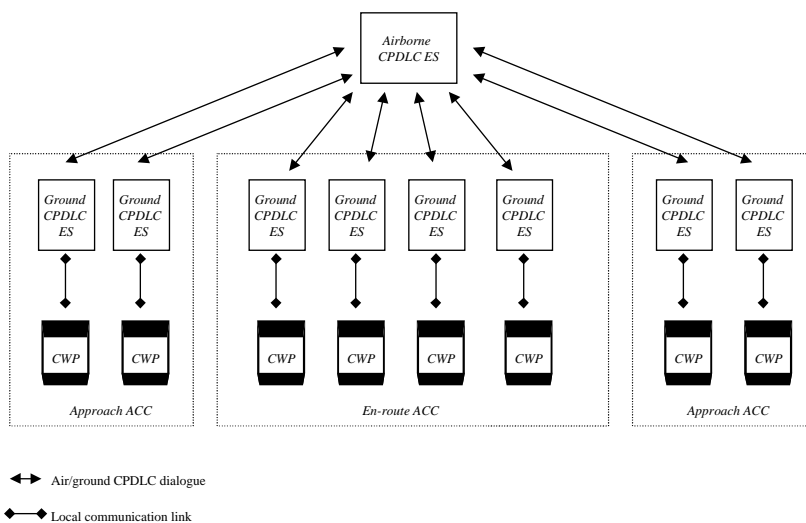 Airborne
CPDLC ES
Ground
CPDLC
ES
Ground
CPDLC
ES
Ground
CPDLC
ES
Ground
CPDLC
ES
Ground
CPDLC
ES
Ground
CPDLC
ES
Ground
CPDLC
ES
Ground
CPDLC
ES
CWP
CWP
CWP
CWP
CWP
CWP
CWP
CWP
Approach ACC
En-route ACC
Approach ACC
Air/ground CPDLC dialogue
Local communication link